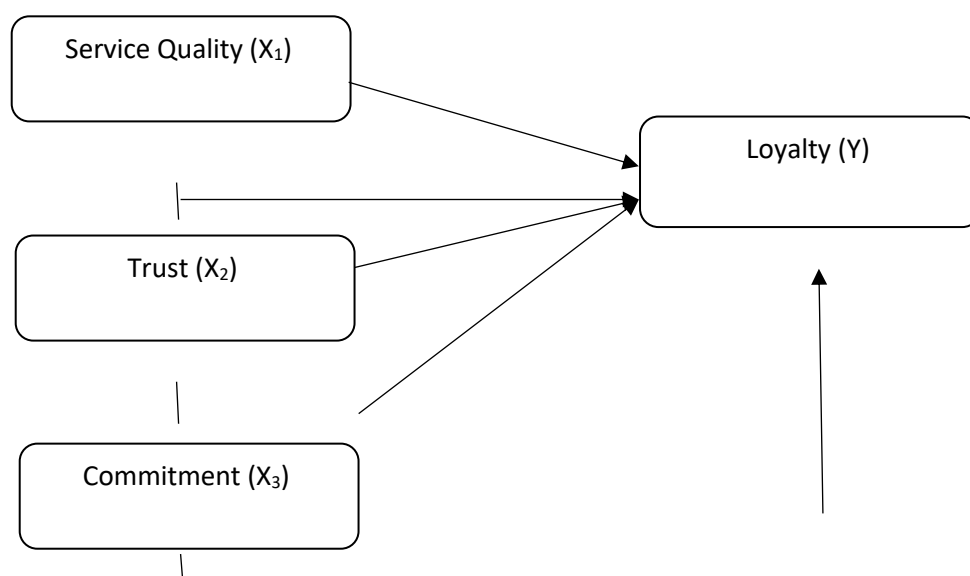 Service Quality (X₁)
Loyalty (Y)
Trust (X₂)
Commitment (X₃)